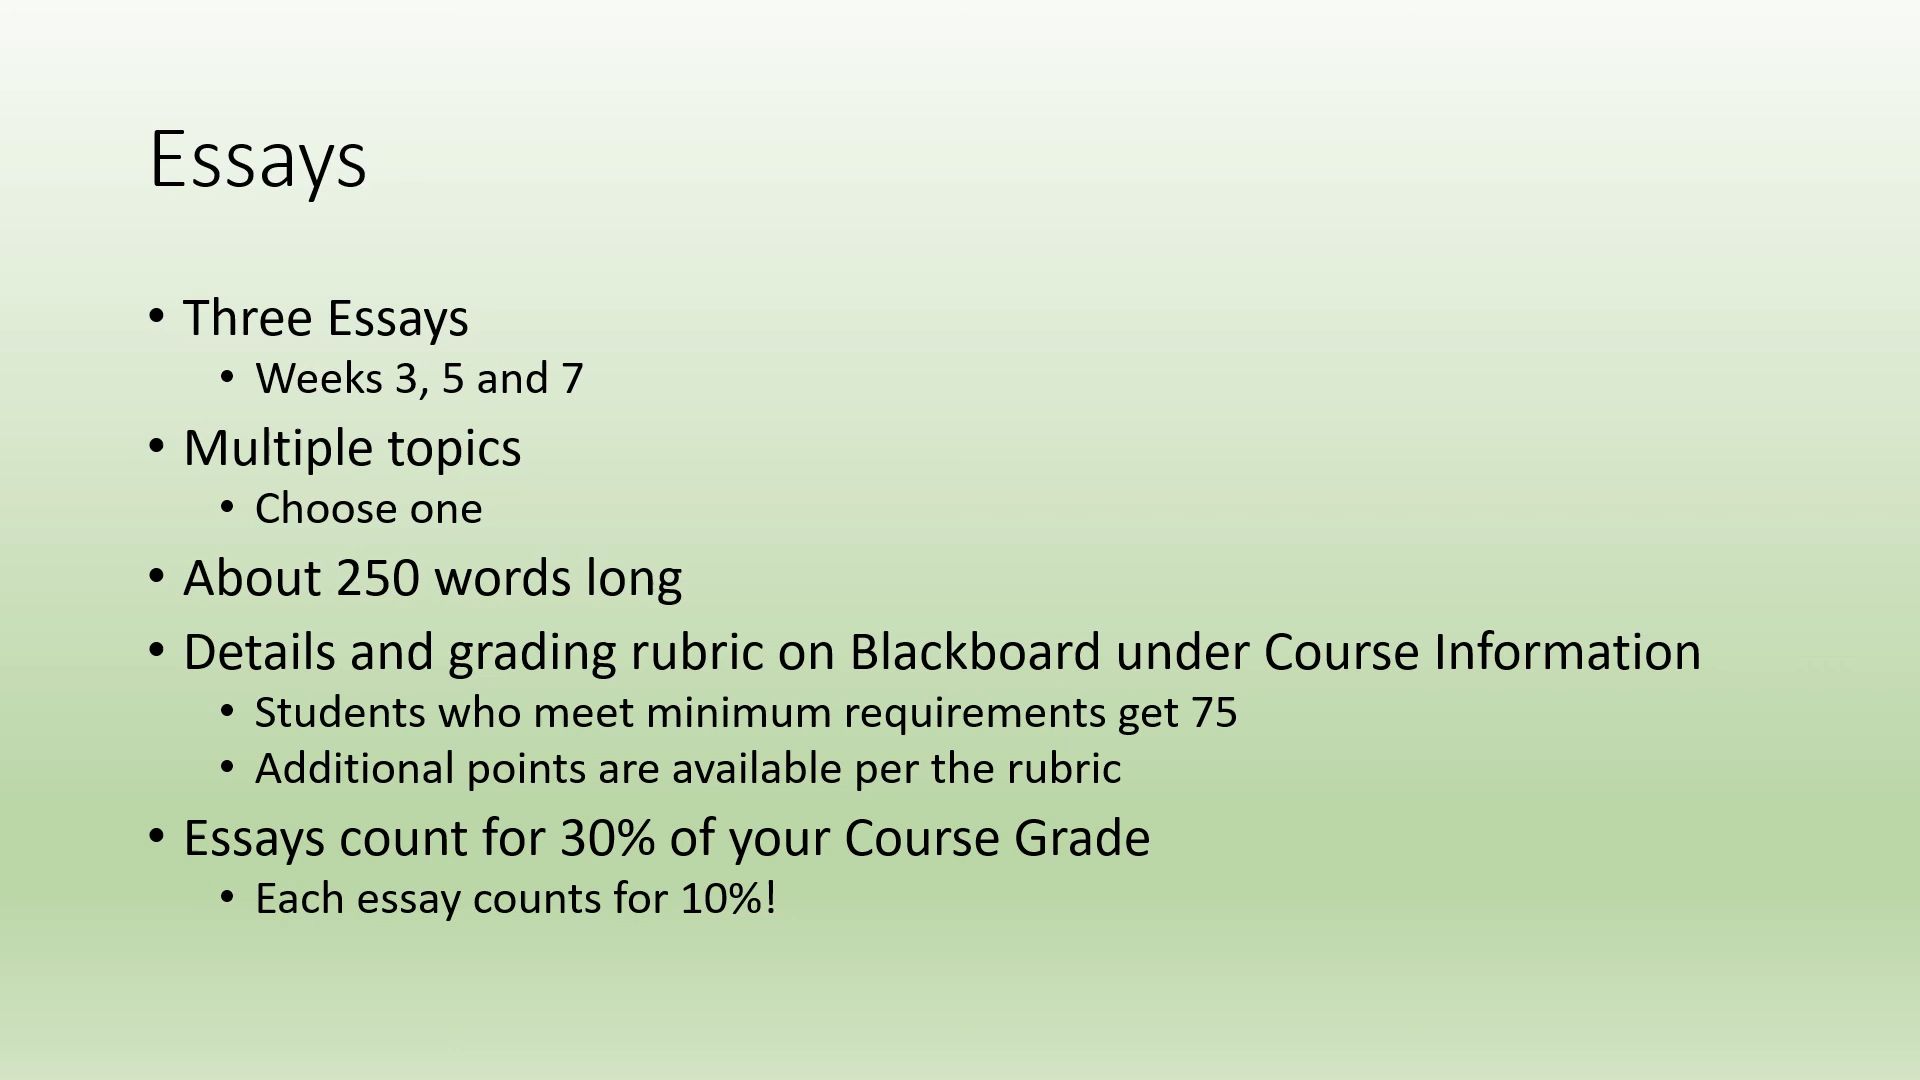 Essays
• Three Essays
• Weeks 3, 5 and 7
• Multiple topics
• Choose one
• About 250 words long
• Details and grading rubric on Blackboard under Course Information
• Students who meet minimum requirements get 75
• Additional points are available per the rubric
• Essays count for 30% of your Course Grade
• Each essay counts for 10%!